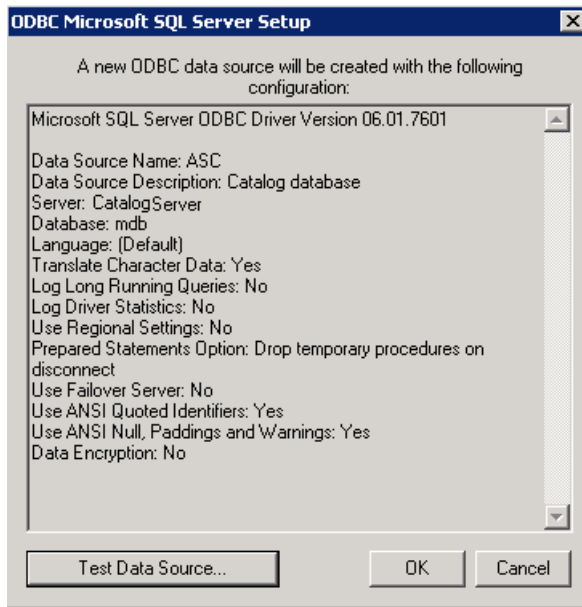 ODBC Microsoft SQL Server Setup
A new ODBC data source will be created with the following
configuration:
Microsoft SQL Server ODBC Driver Version 06.01.7601
Data Source Name: ASC
Data Source Description: Catalog database
Server: CatalogServer
Database: mdb
Language: (Default)
Translate Character Data: Yes
Log Long Running Queries: No
Log Driver Statistics: No
Use Regional Settings: No
Prepared Statements Option: Drop temporary procedures on
disconnect
Use Failover Server: No
Use ANSI Quoted Identifiers: Yes
Use ANSI Null, Paddings and Warnings: Yes
Data Encryption: No
Test Data Source... OK Cancel